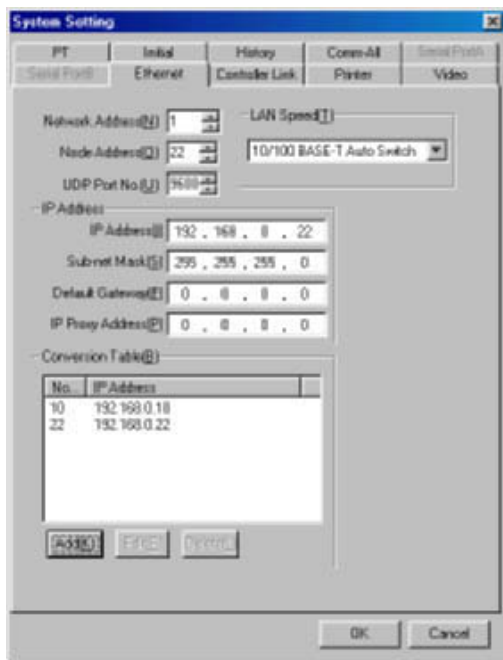 System Setting
PT Initial History Comm-All Serial PortA
Serial PortB Ethernet Controller Link Printer Video
Network Address(N) 1
LAN Speed(T)
Node Address(O) 22
10/100 BASE-T Auto Switch
UDP Port No.(U) 9600
IP Address
IP Address(I) 192 . 168 . 0 . 22
Sub-net Mask(S) 255 . 255 . 255 . 0
Default Gateway(F) 0 . 0 . 0 . 0
IP Proxy Address(P) 0 . 0 . 0 . 0
Conversion Table(B)
No... IP Address
10 192.168.0.18
22 192.168.0.22
Add(K) Edit(E) Delete(L)
OK Cancel